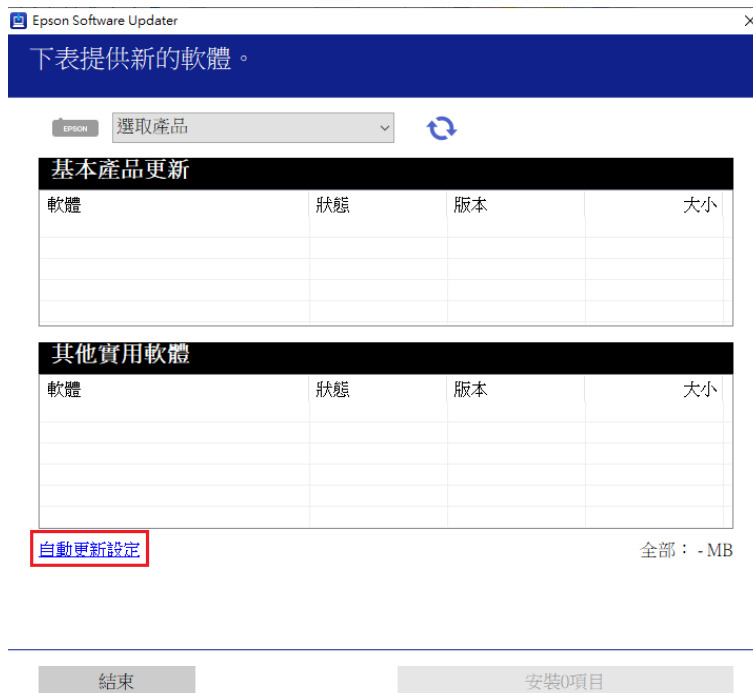 Epson Software Updater
下表提供新的軟體。
EPSON 選取產品
基本產品更新
軟體 狀態 版本 大小
其他實用軟體
軟體 狀態 版本 大小
自動更新設定 全部： - MB
結束 安裝0項目